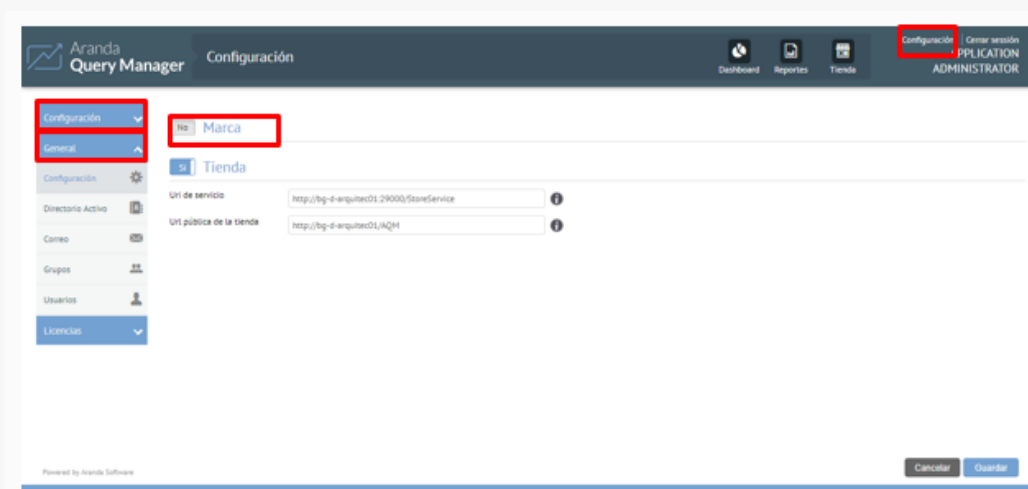 Aranda
Query Manager
Configuración
Dashboard
Reportes
Tienda
Configuración
Cerrar sesión
PPLICATION
ADMINISTRATOR
Configuración
General
Configuración
Directorio Activo
Correo
Grupos
Usuarios
Licencias
No Marca
SI Tienda
Url de servicio
http://bg-d-arquitec01:29000/StoreService
Url pública de la tienda
http://bg-d-arquitec01/AQM
Powered by Aranda Software
Cancelar
Guardar